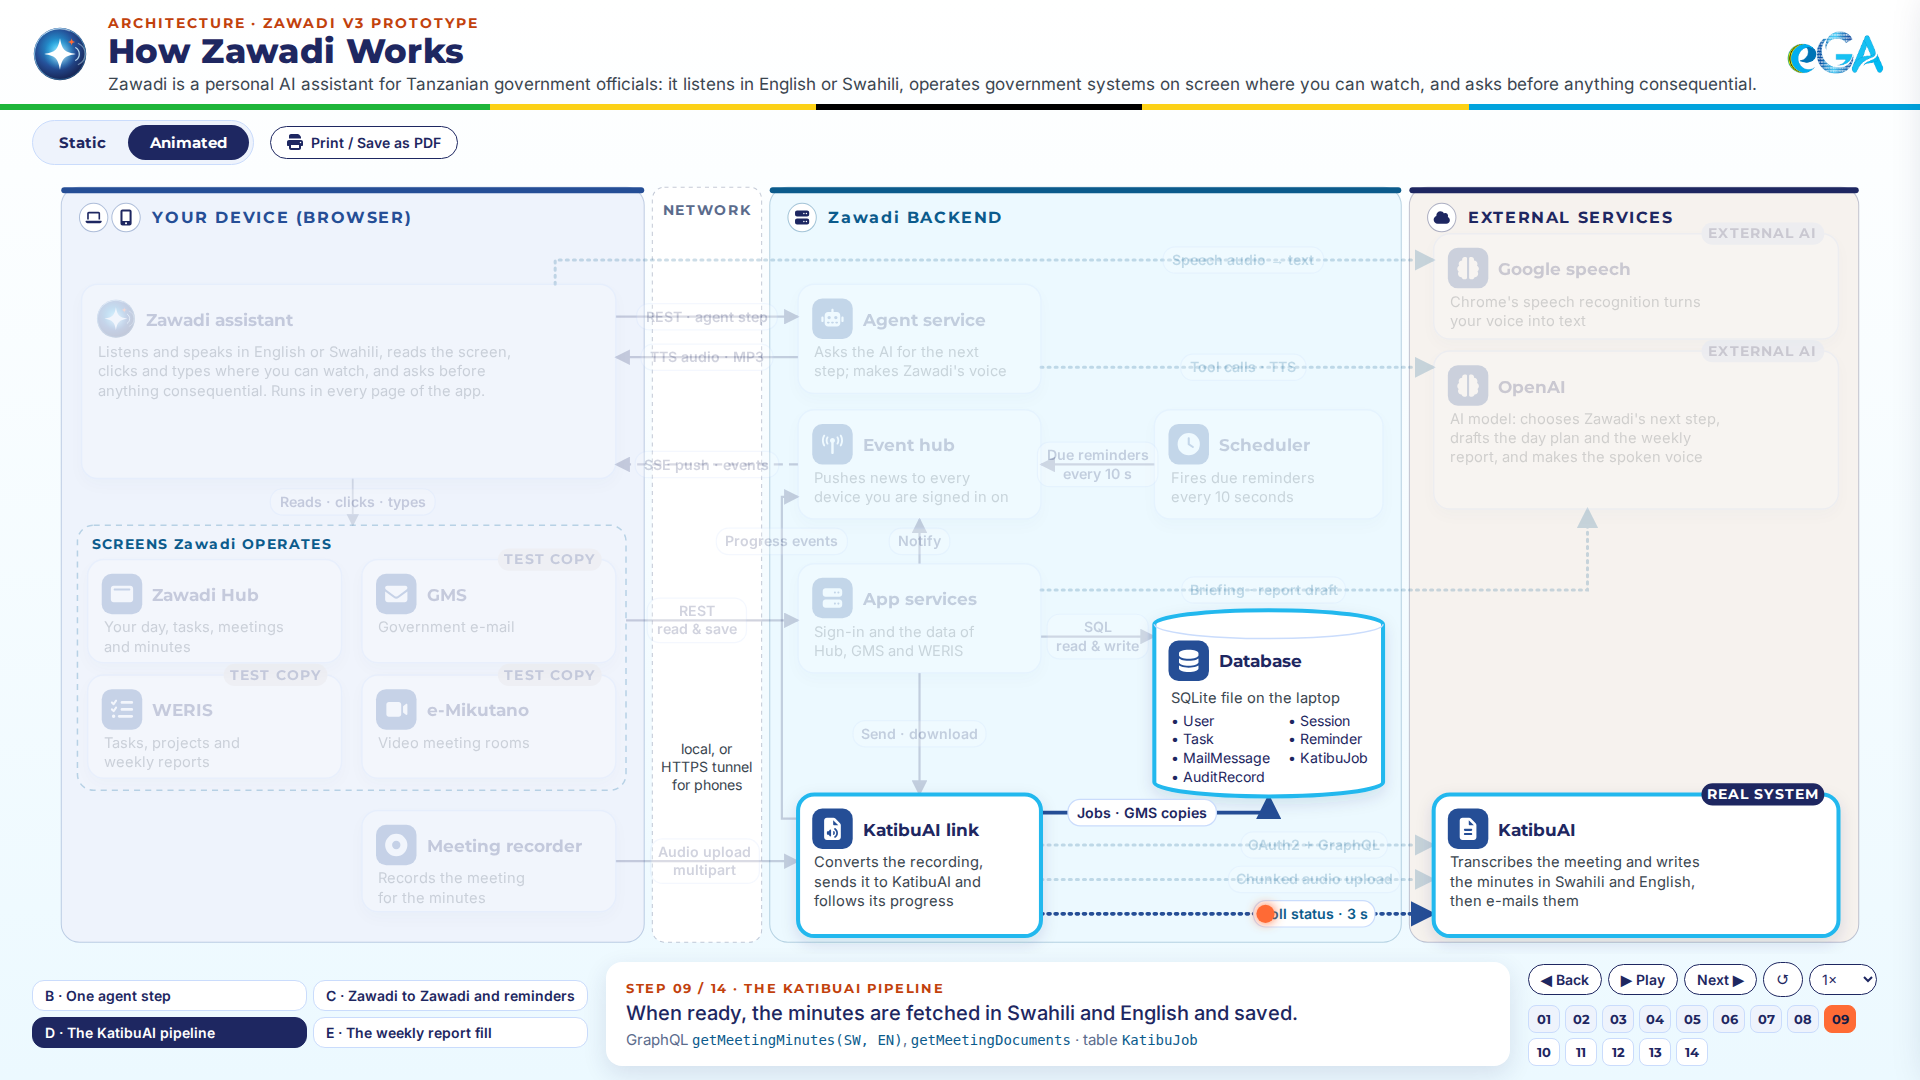 ARCHITECTURE · ZAWADI V3 PROTOTYPE
How Zawadi Works
Zawadi is a personal AI assistant for Tanzanian government officials: it listens in English or Swahili, operates government systems on screen where you can watch, and asks before anything consequential.
eGA
Static
Animated
Print / Save as PDF
YOUR DEVICE (BROWSER)
Zawadi assistant
Listens and speaks in English or Swahili, reads the screen,
clicks and types where you can watch, and asks before
anything consequential. Runs in every page of the app.
Reads · clicks · types
SCREENS Zawadi OPERATES
Zawadi Hub
Your day, tasks, meetings
and minutes
TEST COPY
GMS
Government e-mail
TEST COPY
WERIS
Tasks, projects and
weekly reports
TEST COPY
e-Mikutano
Video meeting rooms
Meeting recorder
Records the meeting
for the minutes
NETWORK
REST · agent step
TTS audio · MP3
SSE push · events
REST
read & save
local, or
HTTPS tunnel
for phones
Audio upload
multipart
Zawadi BACKEND
Speech audio → text
Agent service
Asks the AI for the next
step; makes Zawadi's voice
Tool calls · TTS
Event hub
Pushes news to every
device you are signed in on
Due reminders
every 10 s
Scheduler
Fires due reminders
every 10 seconds
Progress events
Notify
App services
Sign-in and the data of
Hub, GMS and WERIS
Briefing · report draft
SQL
read & write
Database
SQLite file on the laptop
• User
• Task
• MailMessage
• AuditRecord
• Session
• Reminder
• KatibuJob
Send · download
KatibuAI link
Converts the recording,
sends it to KatibuAI and
follows its progress
Jobs · GMS copies
OAuth2 + GraphQL
Chunked audio upload
oll status · 3 s
EXTERNAL SERVICES
EXTERNAL AI
Google speech
Chrome's speech recognition turns
your voice into text
EXTERNAL AI
OpenAI
AI model: chooses Zawadi's next step,
drafts the day plan and the weekly
report, and makes the spoken voice
REAL SYSTEM
KatibuAI
Transcribes the meeting and writes
the minutes in Swahili and English,
then e-mails them
B · One agent step
C · Zawadi to Zawadi and reminders
D · The KatibuAI pipeline
E · The weekly report fill
STEP 09 / 14 · THE KATIBUAI PIPELINE
When ready, the minutes are fetched in Swahili and English and saved.
GraphQL getMeetingMinutes(SW, EN), getMeetingDocuments · table KatibuJob
◀ Back
▶ Play
Next ▶
↺
1×
01 02 03 04 05 06 07 08 09
10 11 12 13 14